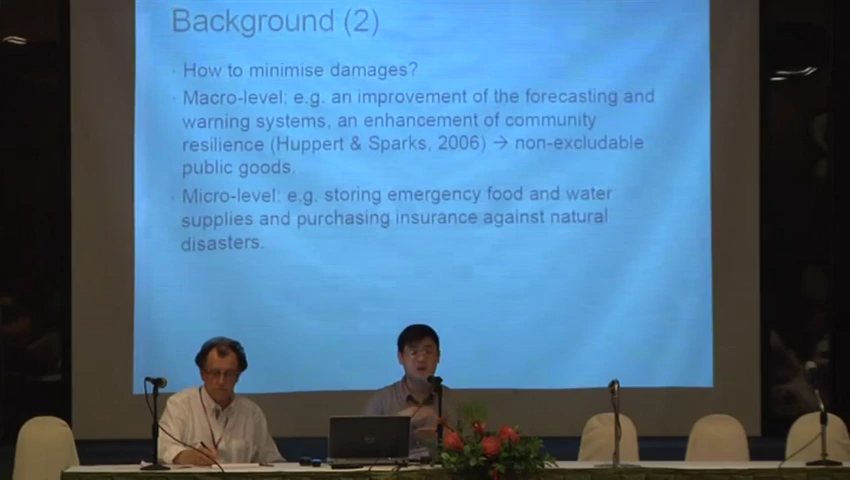 Background (2)
· How to minimise damages?
· Macro-level: e.g. an improvement of the forecasting and
warning systems, an enhancement of community
resilience (Huppert & Sparks, 2006) → non-excludable
public goods.
· Micro-level: e.g. storing emergency food and water
supplies and purchasing insurance against natural
disasters.